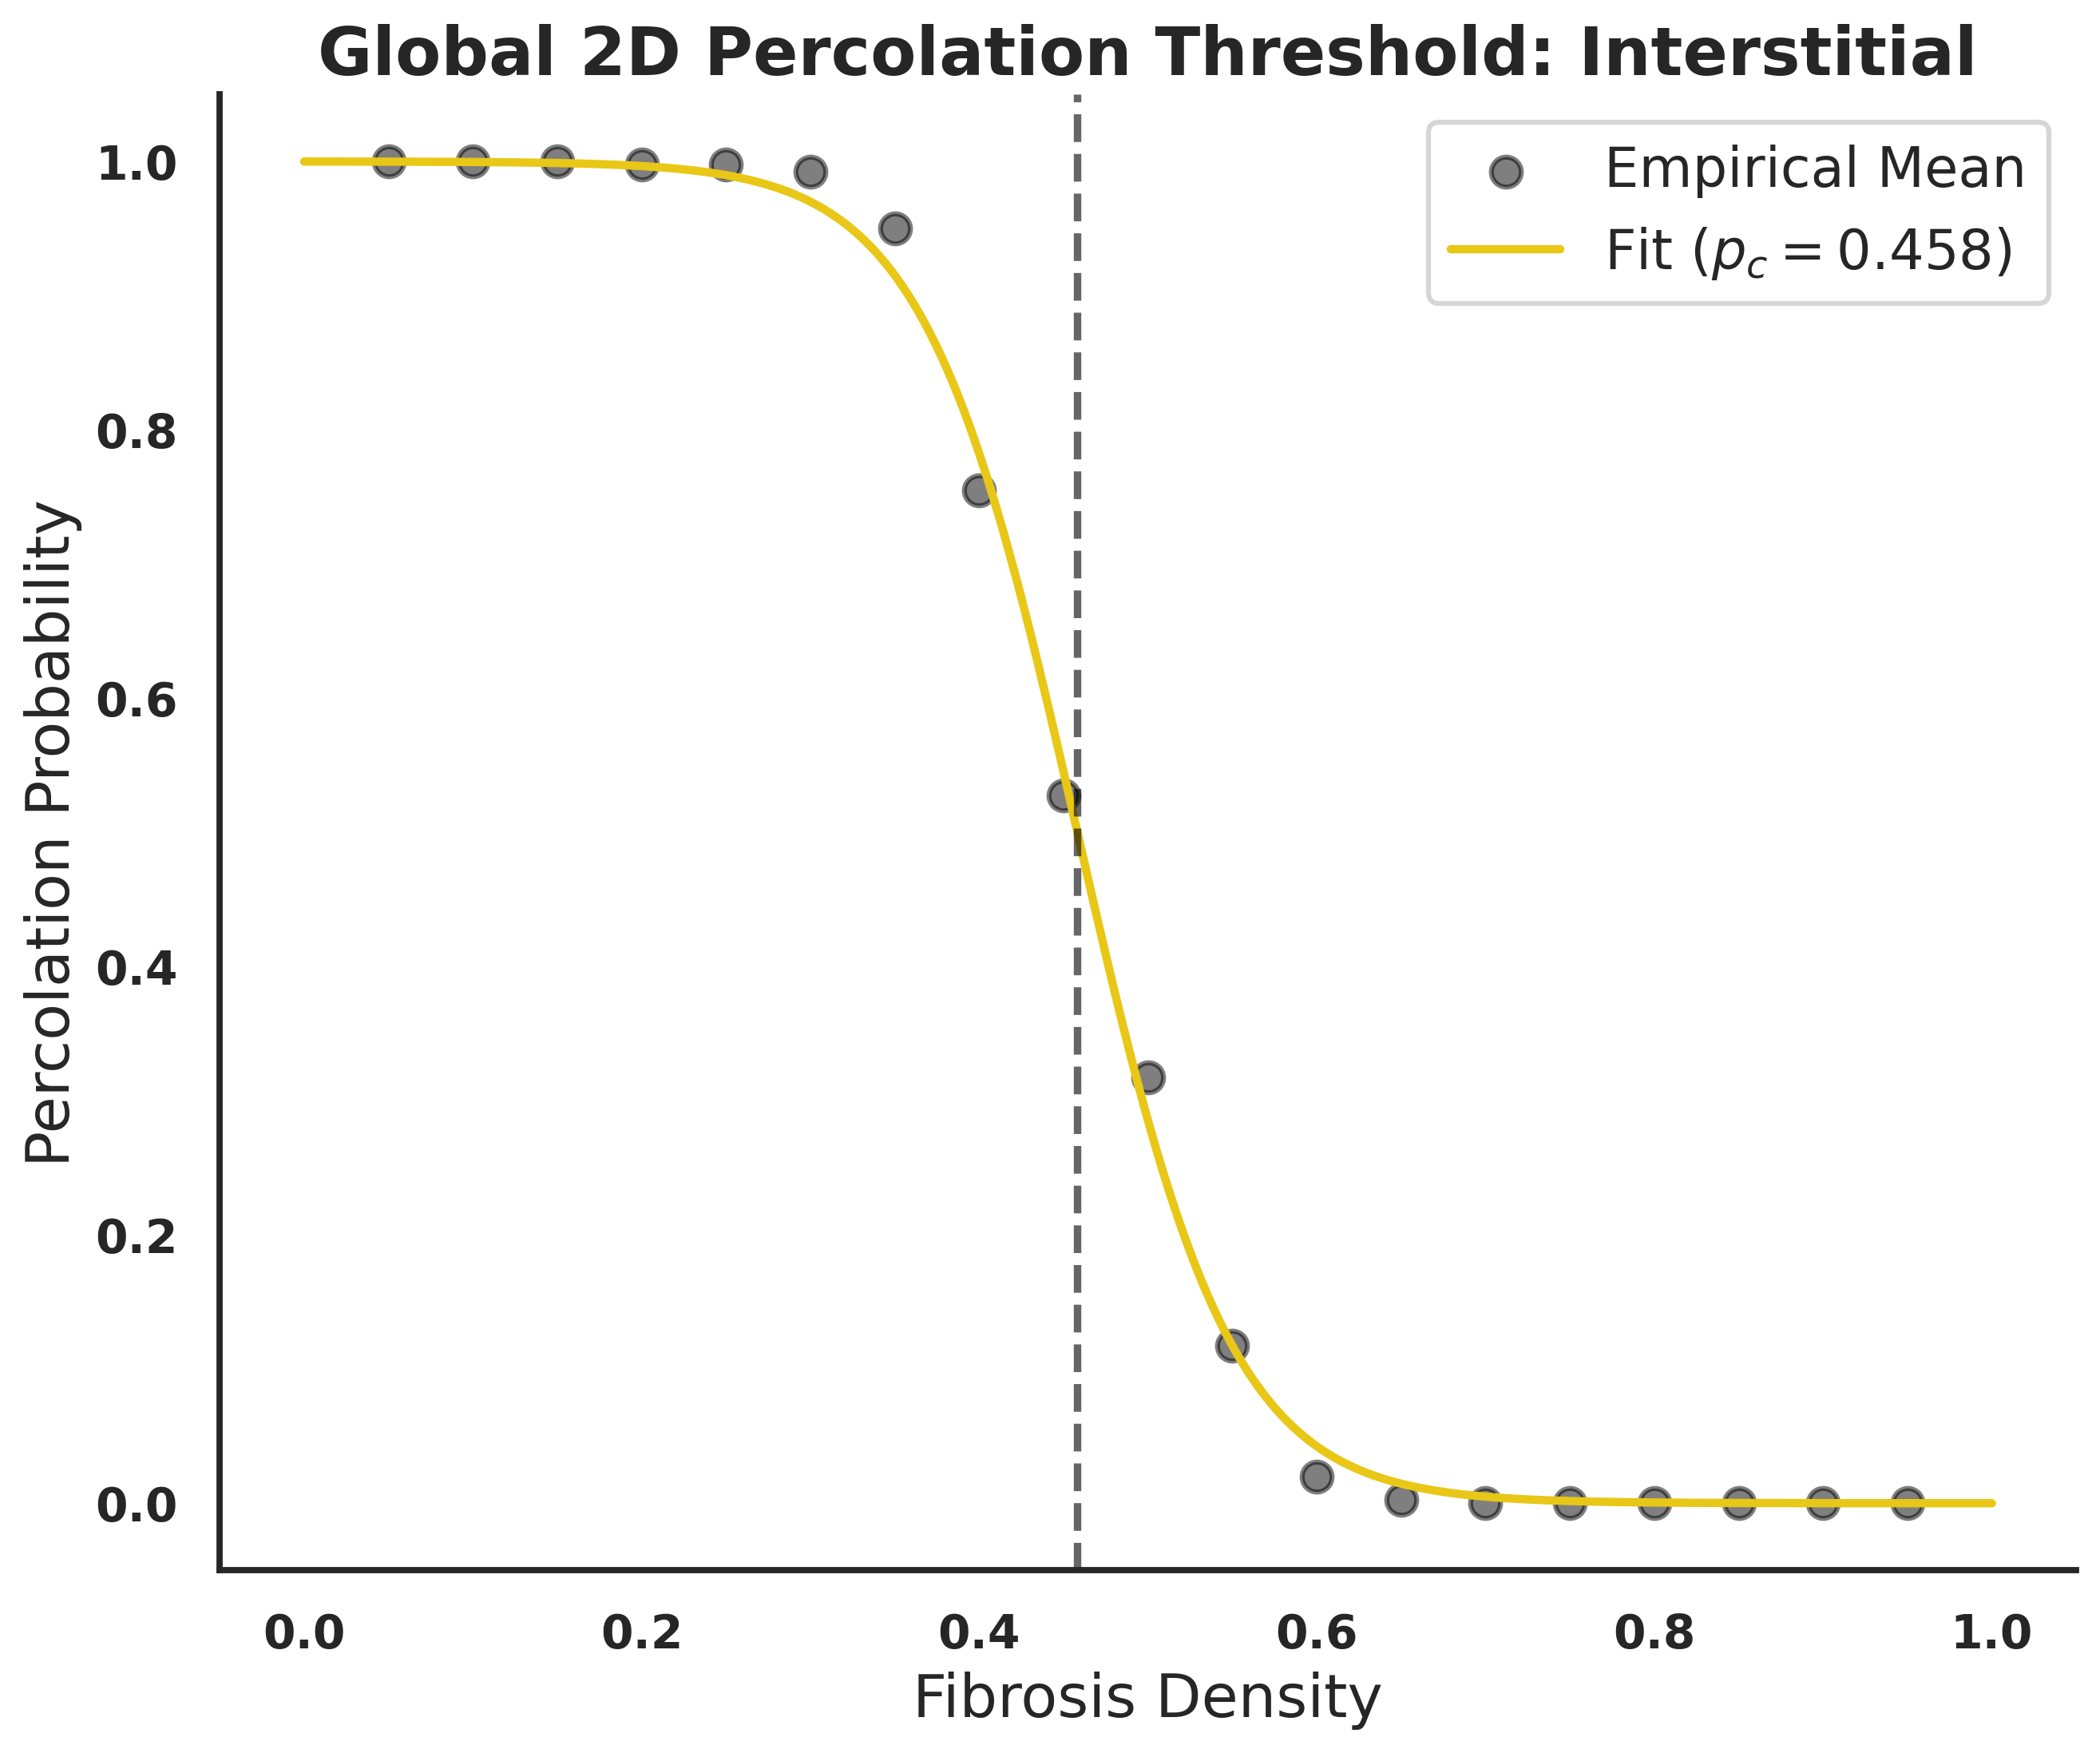 Global 2D Percolation Threshold: Interstitial
Empirical Mean
Fit ($p_c = 0.458$)
Percolation Probability
1.0
0.8
0.6
0.4
0.2
0.0
0.0 0.2 0.4 0.6 0.8 1.0
Fibrosis Density